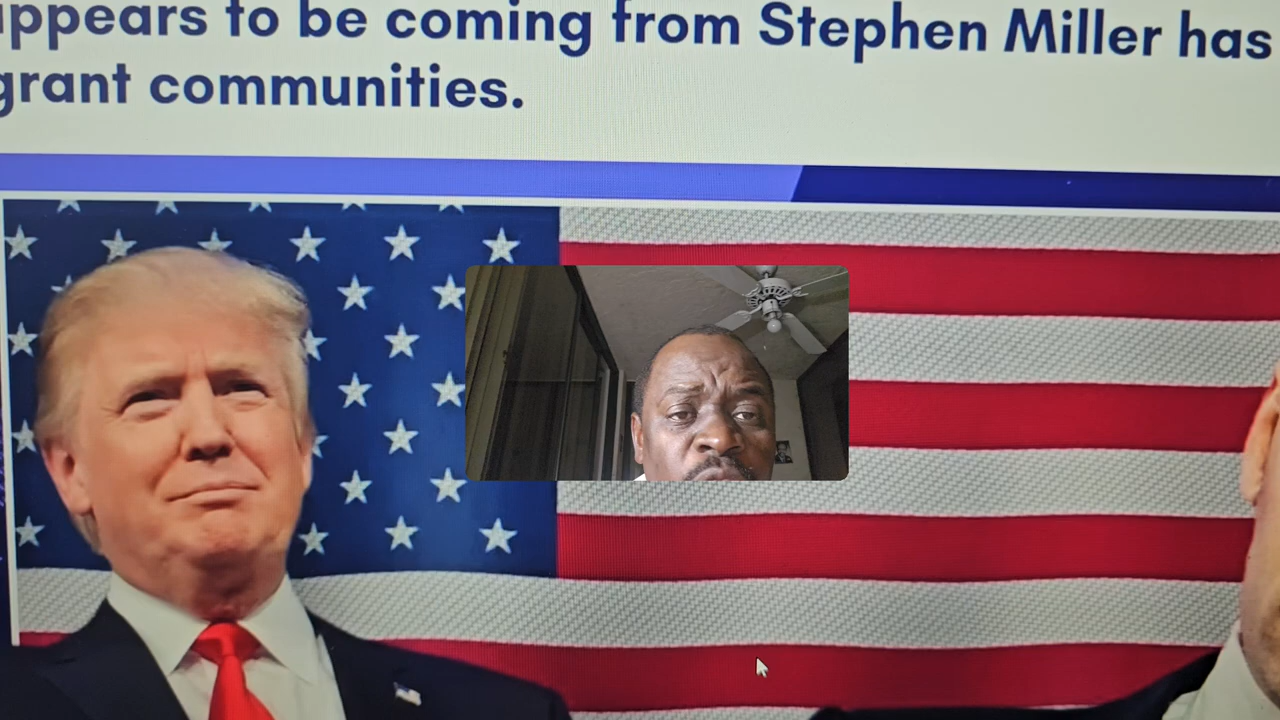 appears to be coming from Stephen Miller has
grant communities.